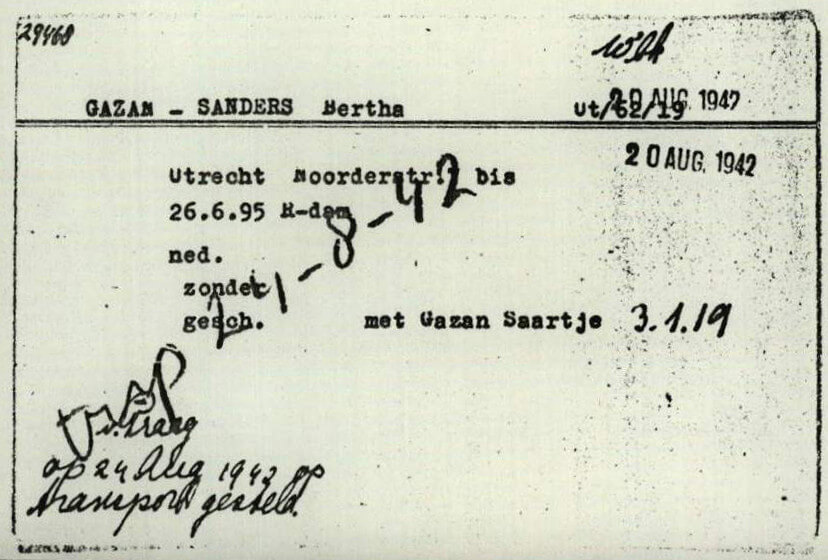 29468
GAZAN - SANDERS Bertha
ut/62/19
20 AUG. 1942
20 AUG. 1942
Utrecht Noorderstr. bis
26.6.95 R-dam
ned.
zonder
gesch.
met Gazan Saartje 3.1.19
21-8-42
op 24 Aug 1942 op
transport gesteld.